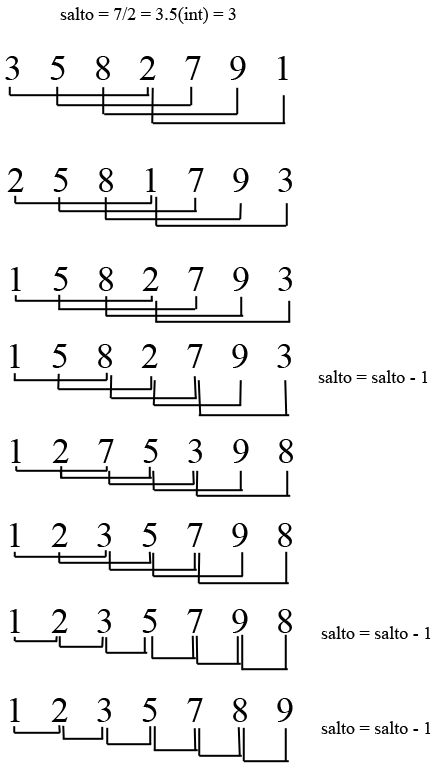 salto = 7/2 = 3.5(int) = 3
3 5 8 2 7 9 1
2 5 8 1 7 9 3
1 5 8 2 7 9 3
1 5 8 2 7 9 3 salto = salto - 1
1 2 7 5 3 9 8
1 2 3 5 7 9 8
1 2 3 5 7 9 8 salto = salto - 1
1 2 3 5 7 8 9 salto = salto - 1